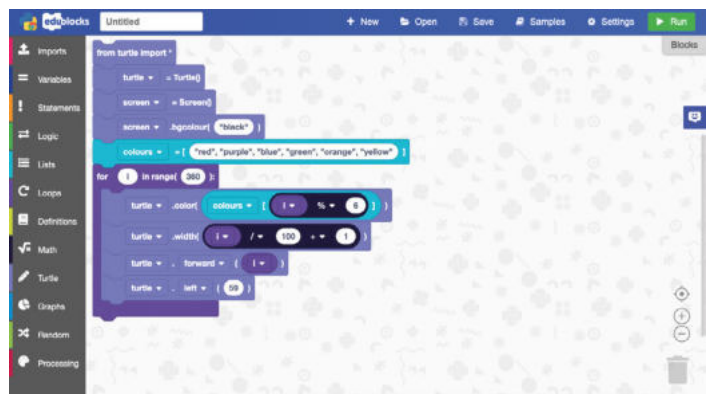 edublocks Untitled + New Open Save Samples Settings Run
Blocks
Imports
Variables
Statements
Logic
Lists
Loops
Definitions
Math
Turtle
Graphs
Random
Processing
from turtle import *
turtle = Turtle()
screen = Screen()
screen .bgcolour( "black" )
colours = [ "red", "purple", "blue", "green", "orange", "yellow" ]
for i in range( 360 ):
turtle .color( colours [ i % 6 ] )
turtle .width( i / 100 + 1 )
turtle . forward ( i )
turtle . left ( 59 )